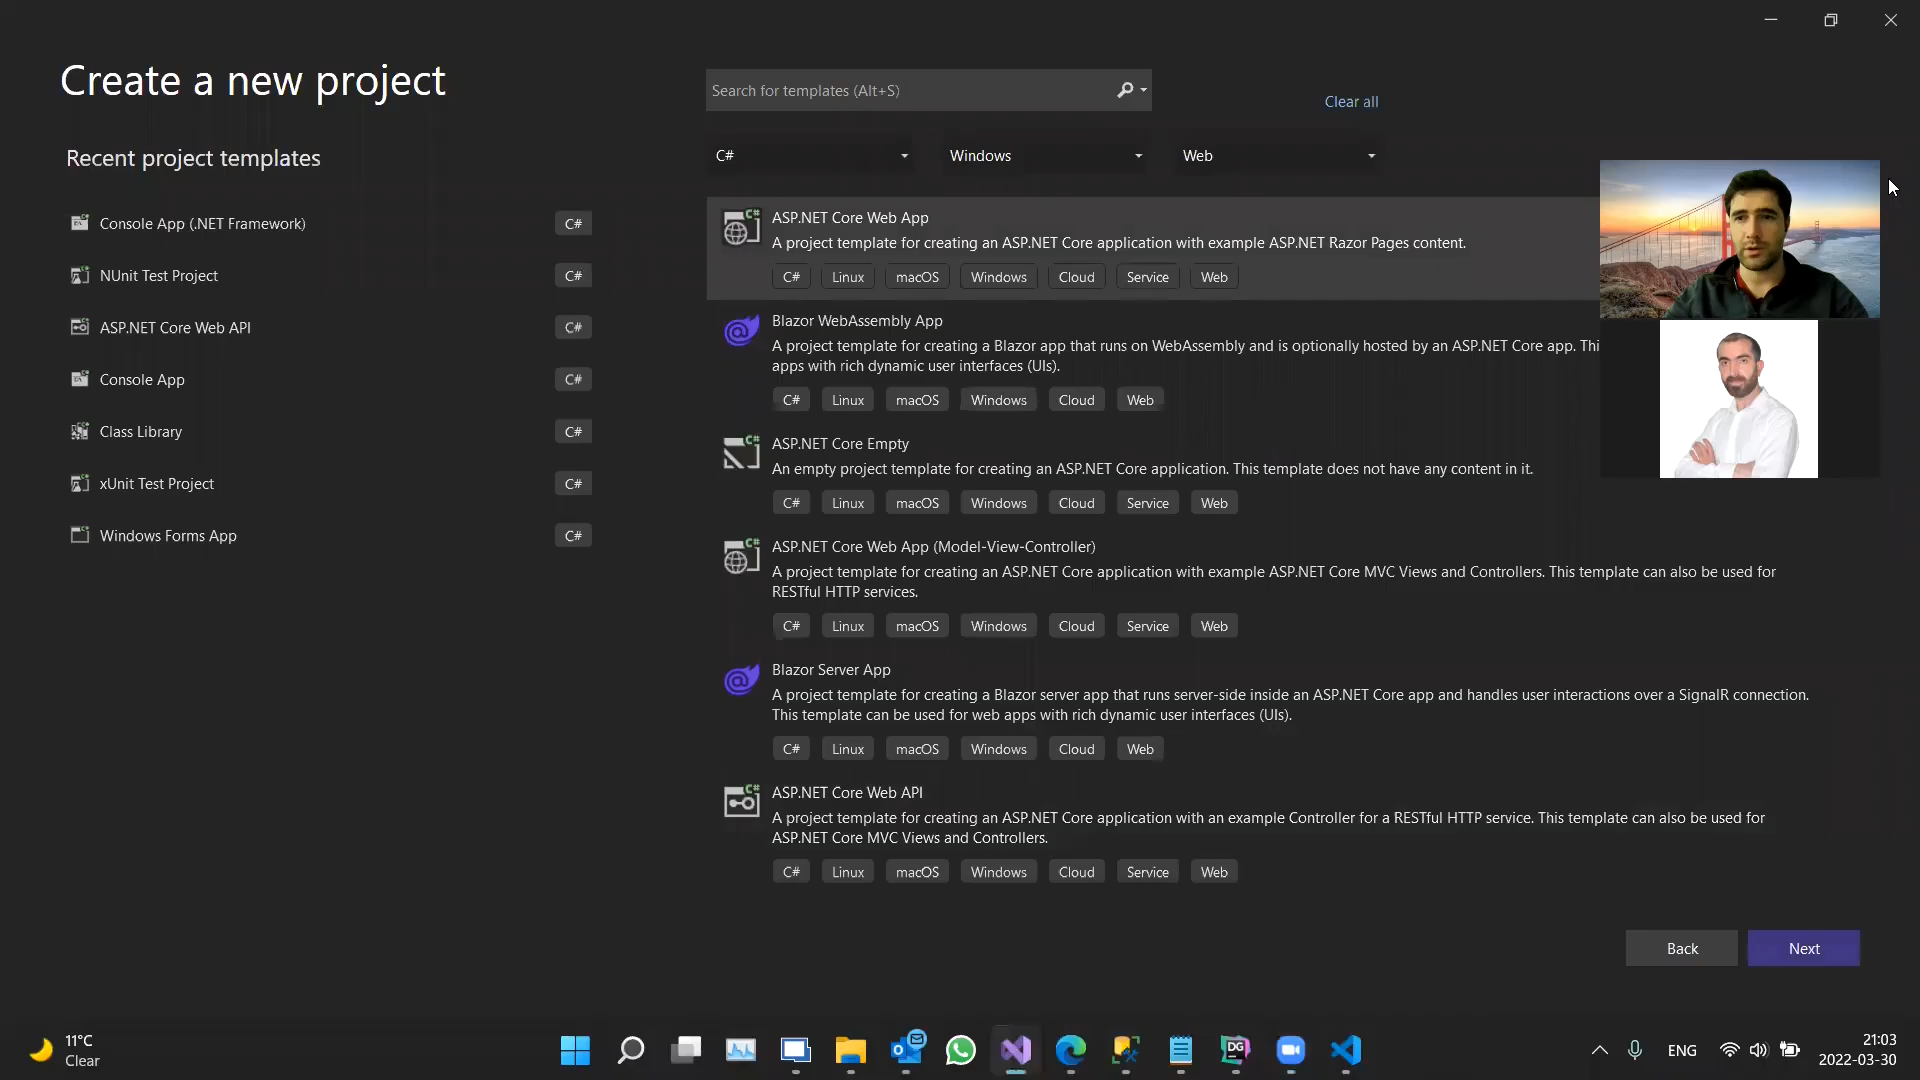 Create a new project
Search for templates (Alt+S)
Clear all
Recent project templates
C#
Windows
Web
Console App (.NET Framework)
C#
NUnit Test Project
C#
ASP.NET Core Web API
C#
Console App
C#
Class Library
C#
xUnit Test Project
C#
Windows Forms App
C#
ASP.NET Core Web App
A project template for creating an ASP.NET Core application with example ASP.NET Razor Pages content.
C# Linux macOS Windows Cloud Service Web
Blazor WebAssembly App
A project template for creating a Blazor app that runs on WebAssembly and is optionally hosted by an ASP.NET Core app. Thi
apps with rich dynamic user interfaces (UIs).
C# Linux macOS Windows Cloud Web
ASP.NET Core Empty
An empty project template for creating an ASP.NET Core application. This template does not have any content in it.
C# Linux macOS Windows Cloud Service Web
ASP.NET Core Web App (Model-View-Controller)
A project template for creating an ASP.NET Core application with example ASP.NET Core MVC Views and Controllers. This template can also be used for
RESTful HTTP services.
C# Linux macOS Windows Cloud Service Web
Blazor Server App
A project template for creating a Blazor server app that runs server-side inside an ASP.NET Core app and handles user interactions over a SignalR connection.
This template can be used for web apps with rich dynamic user interfaces (UIs).
C# Linux macOS Windows Cloud Web
ASP.NET Core Web API
A project template for creating an ASP.NET Core application with an example Controller for a RESTful HTTP service. This template can also be used for
ASP.NET Core MVC Views and Controllers.
C# Linux macOS Windows Cloud Service Web
Back
Next
11°C
Clear
DG
ENG
21:03
2022-03-30